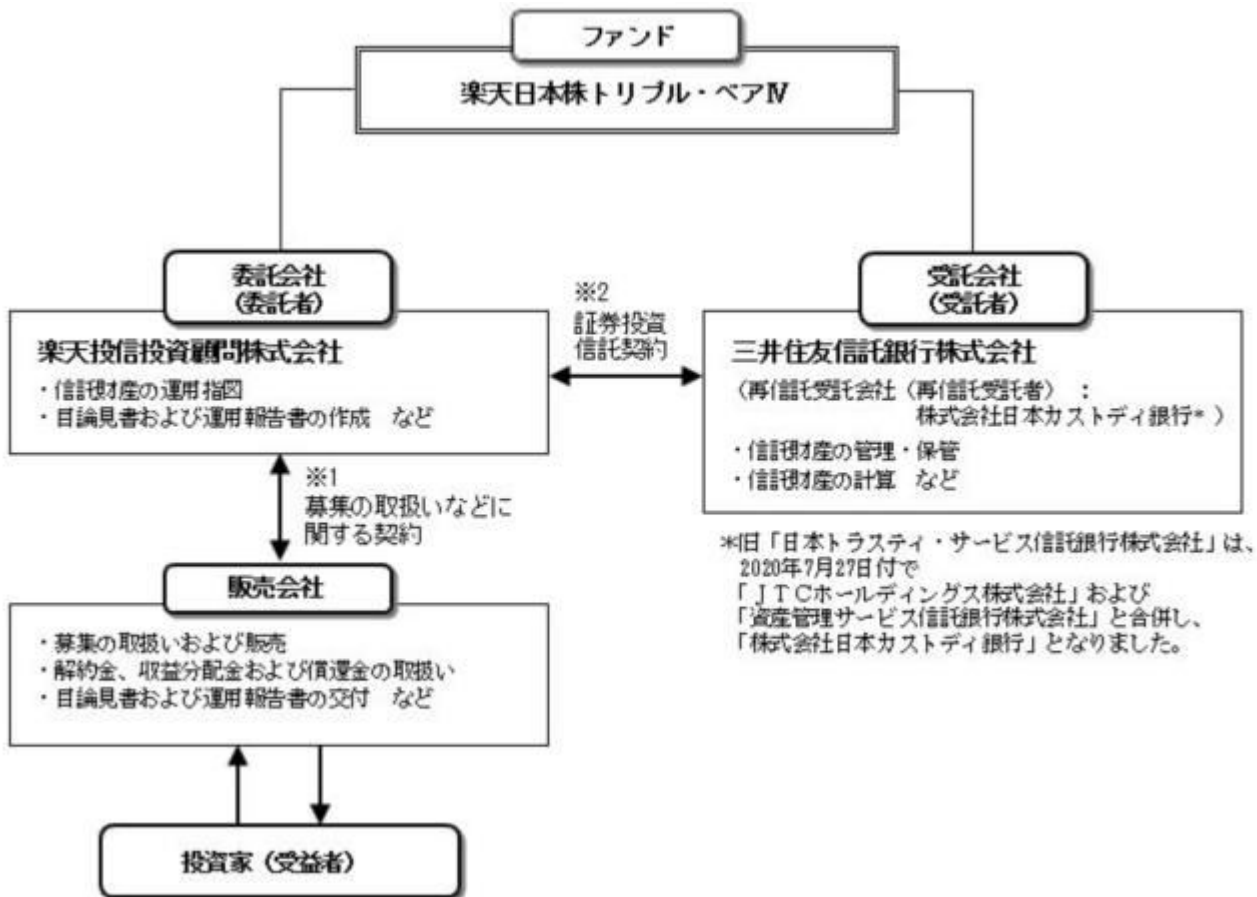 ファンド
楽天日本株トリプル・ベアⅣ
委託会社
(委託者)
楽天投信投資顧問株式会社
・信託財産の運用指図
・目論見書および運用報告書の作成 など
※2
証券投資
信託契約
受託会社
(受託者)
三井住友信託銀行株式会社
(再信託受託会社(再信託受託者) :
株式会社日本カストディ銀行* )
・信託財産の管理・保管
・信託財産の計算 など
※1
募集の取扱いなどに
関する契約
*旧「日本トラスティ・サービス信託銀行株式会社」は、
2020年7月27日付で
「JTCホールディングス株式会社」および
「資産管理サービス信託銀行株式会社」と合併し、
「株式会社日本カストディ銀行」となりました。
販売会社
・募集の取扱いおよび販売
・解約金、収益分配金および償還金の取扱い
・目論見書および運用報告書の交付 など
投資家(受益者)